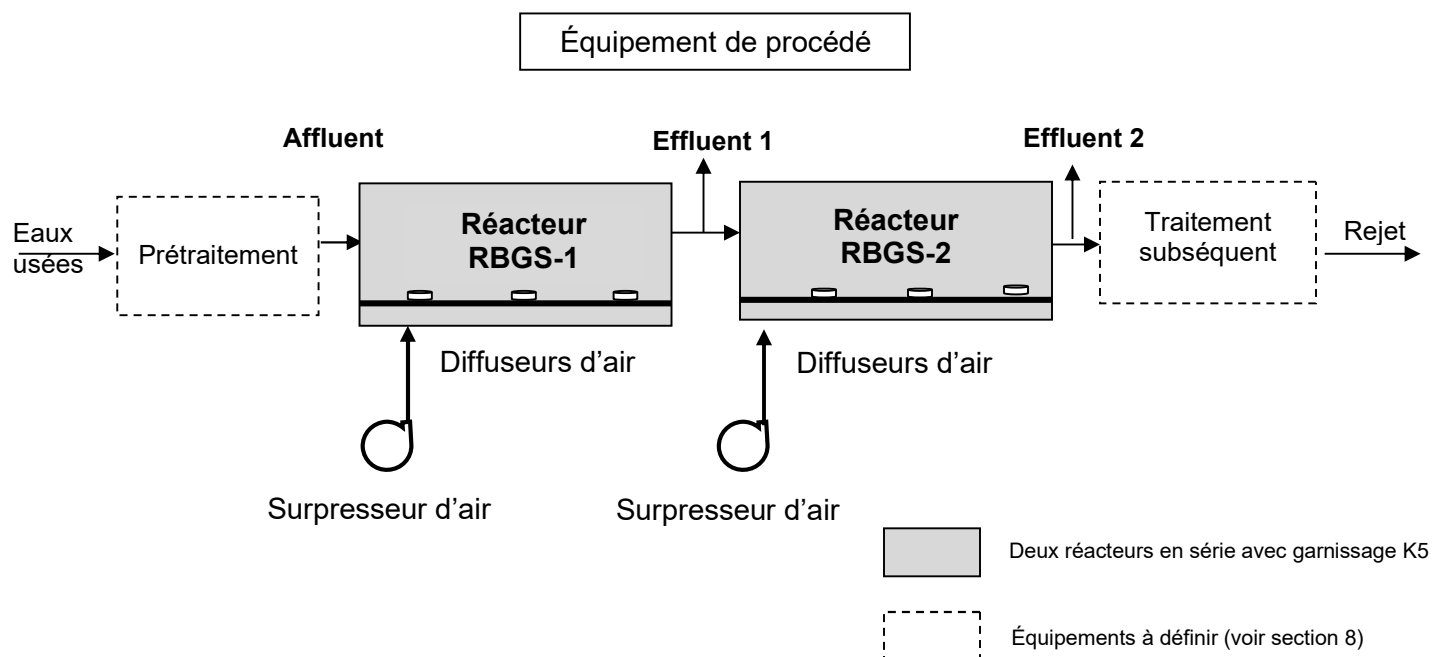 Équipement de procédé
Affluent
Effluent 1
Effluent 2
Eaux
usées
Prétraitement
Réacteur
RBGS-1
Réacteur
RBGS-2
Traitement
subséquent
Rejet
Diffuseurs d’air
Diffuseurs d’air
Surpresseur d’air
Surpresseur d’air
Deux réacteurs en série avec garnissage K5
Équipements à définir (voir section 8)